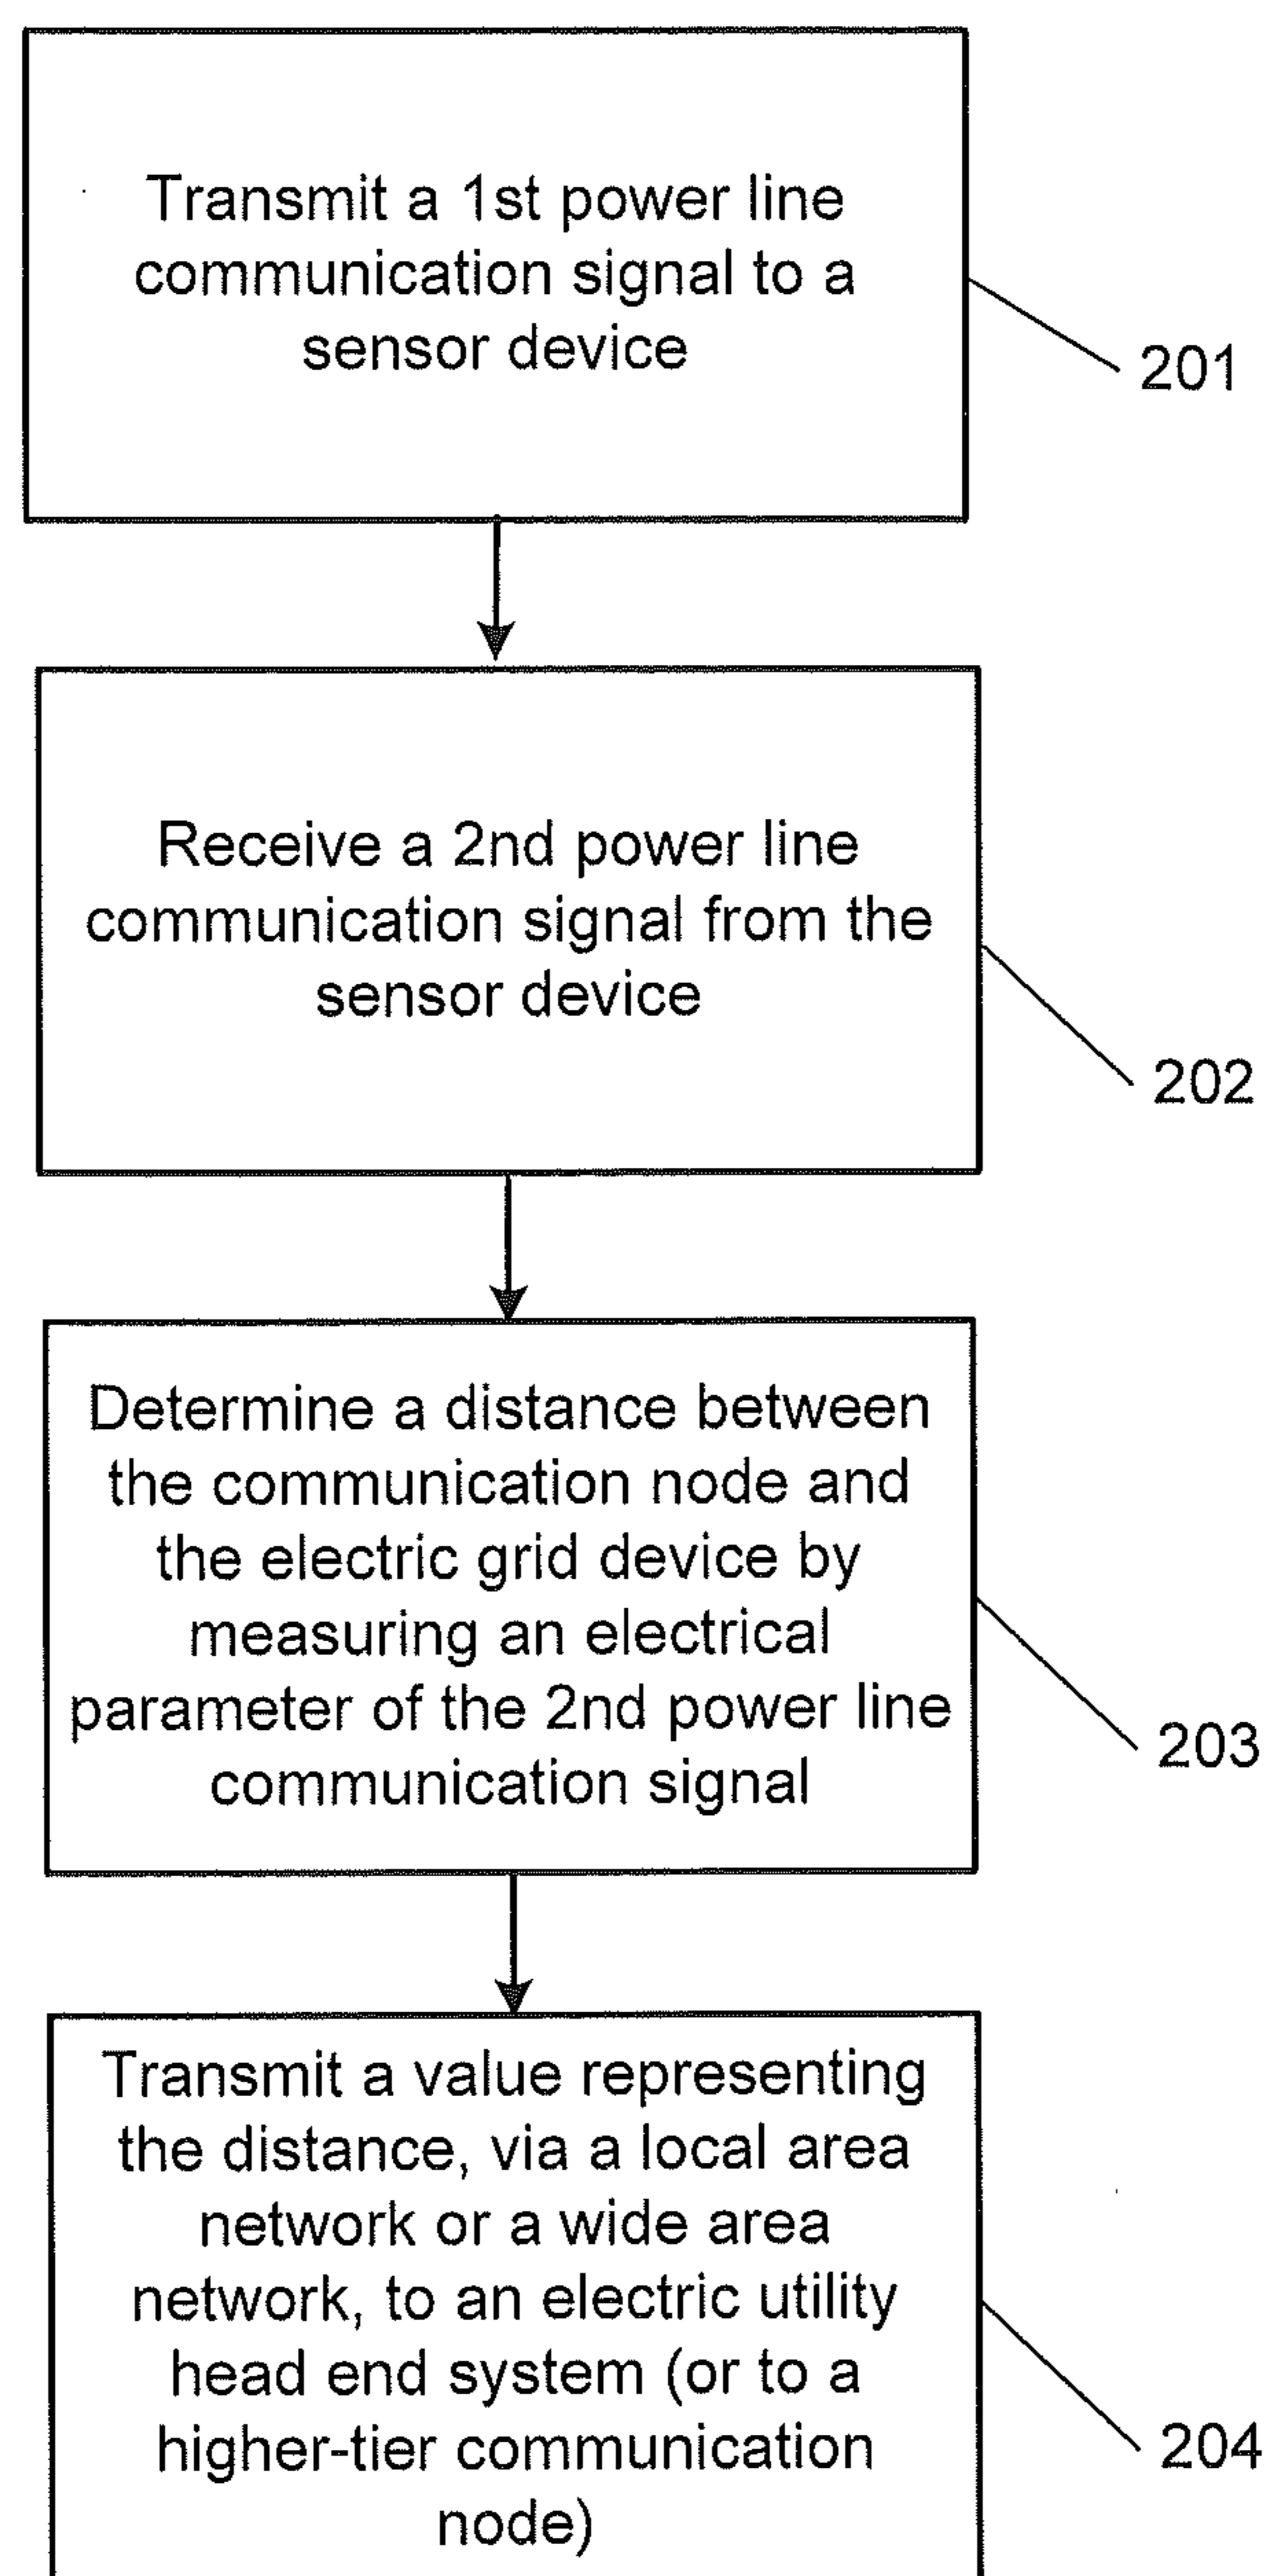 Transmit a 1st power line
communication signal to a
sensor device
201
Receive a 2nd power line
communication signal from the
sensor device
202
Determine a distance between
the communication node and
the electric grid device by
measuring an electrical
parameter of the 2nd power line
communication signal
203
Transmit a value representing
the distance, via a local area
network or a wide area
network, to an electric utility
head end system (or to a
higher-tier communication
node)
204